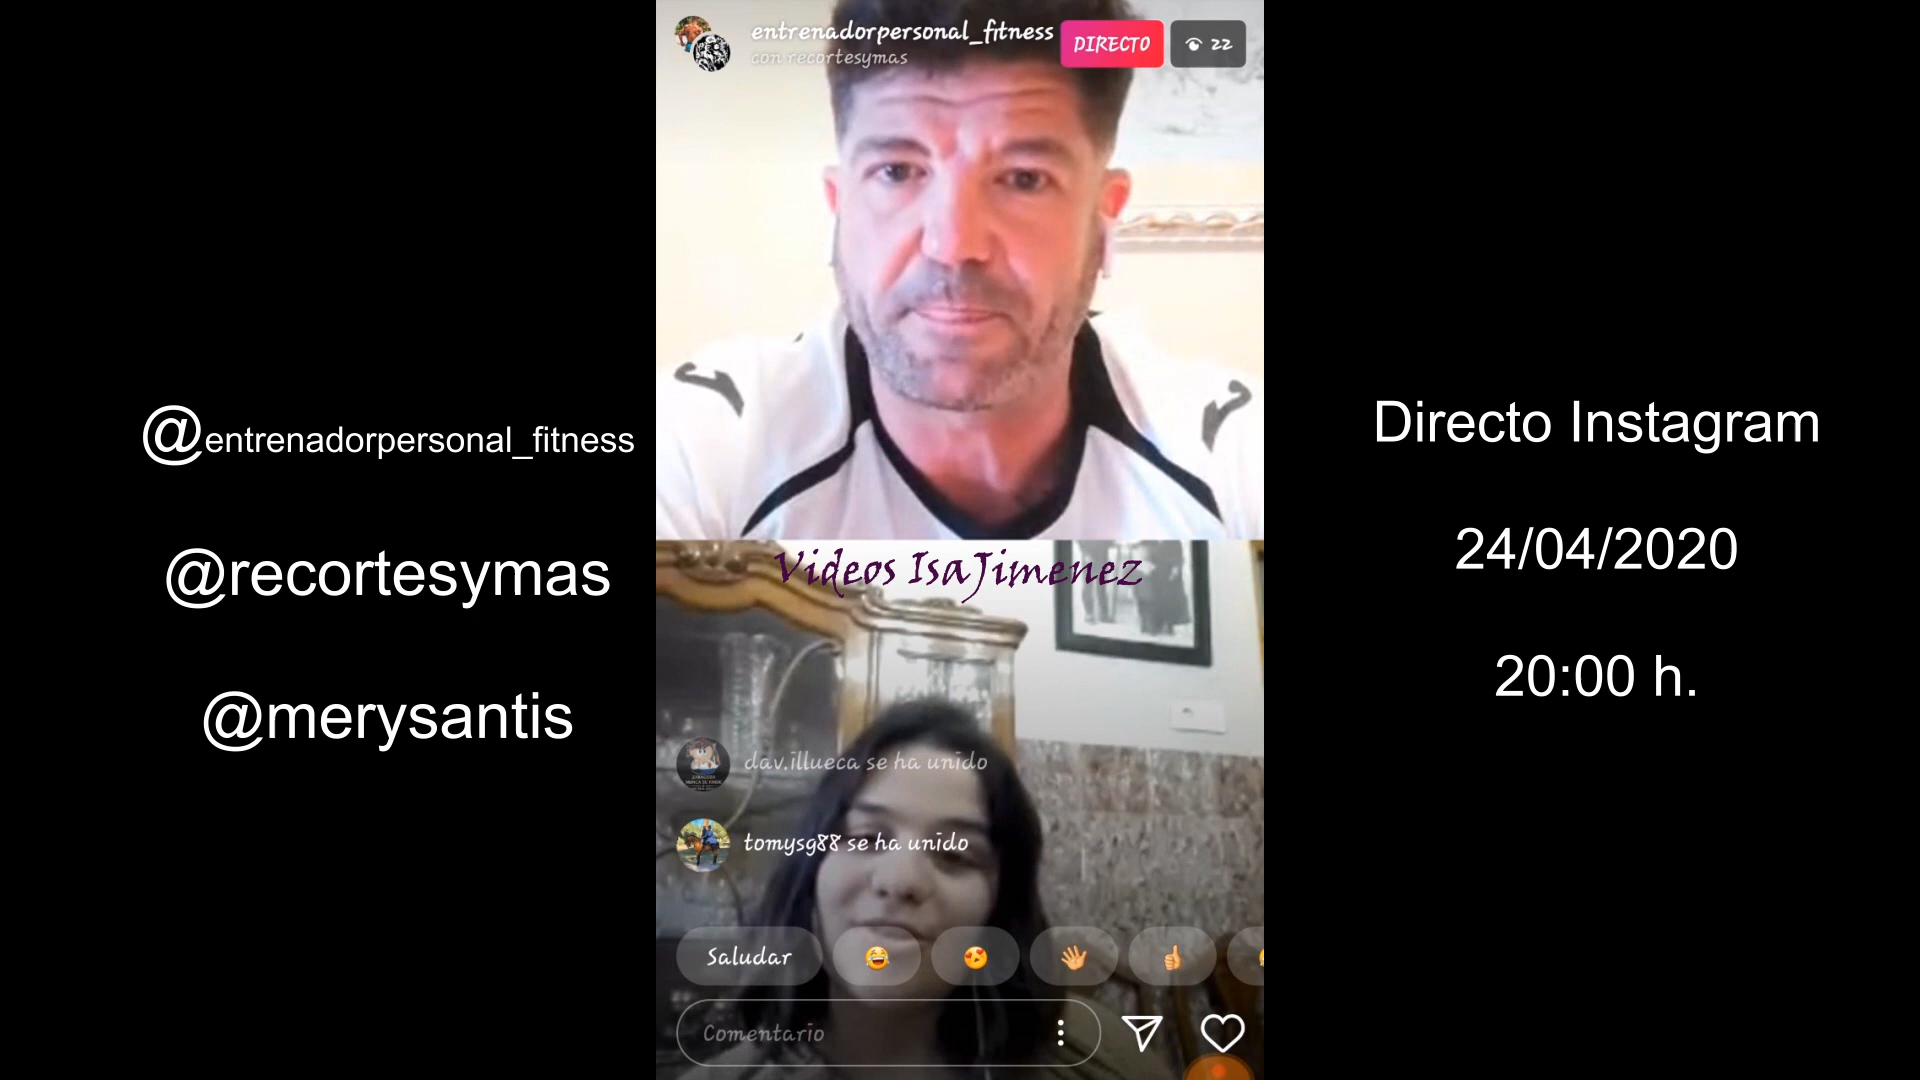 entrenadorpersonal_fitness
con recortesymas
DIRECTO
22
@entrenadorpersonal_fitness
@recortesymas
@merysantis
Videos IsaJimenez
dav.illueca se ha unido
tomysg88 se ha unido
Saludar
Comentario
Directo Instagram
24/04/2020
20:00 h.